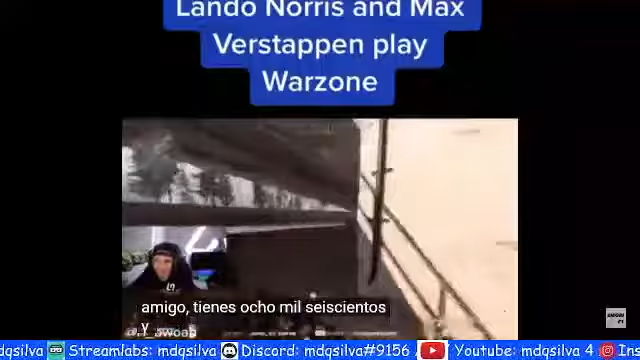 Lando Norris and Max
Verstappen play
Warzone
amigo, tienes ocho mil seiscientos
y
dqsilva Streamlabs: mdqsilva Discord: mdqsilva#9156 / Youtube: mdqsilva 4 Ins